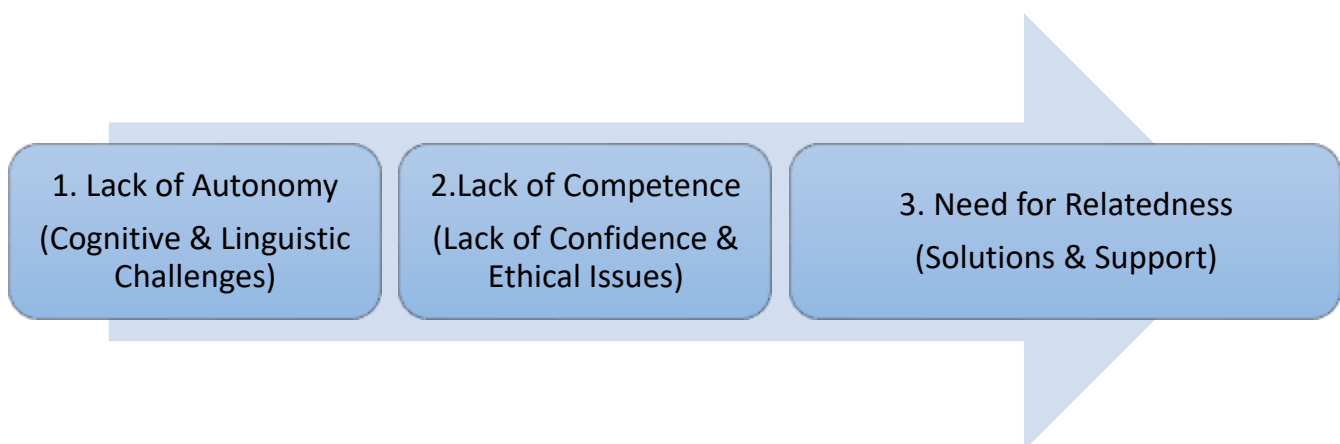 1. Lack of Autonomy
(Cognitive & Linguistic
Challenges)
2.Lack of Competence
(Lack of Confidence &
Ethical Issues)
3. Need for Relatedness
(Solutions & Support)